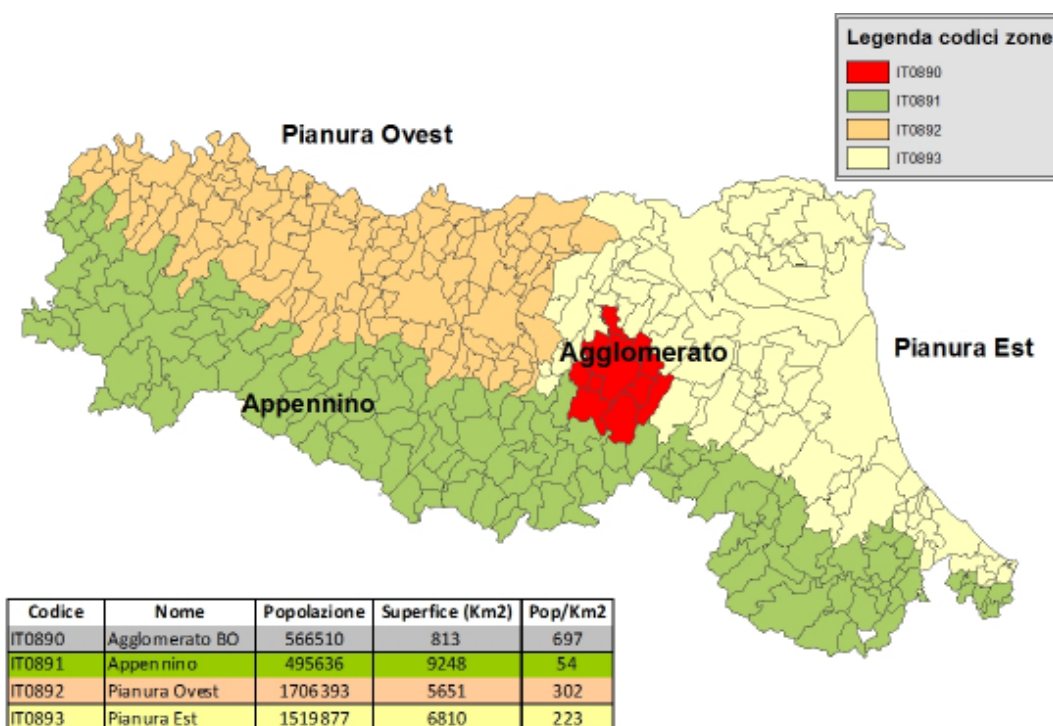 Legenda codici zone
IT0890
IT0891
IT0892
IT0893
Pianura Ovest
Agglomerato
Pianura Est
Appennino
Codice Nome Popolazione Superfice (Km2) Pop/Km2
IT0890 Agglomerato BO 566510 813 697
IT0891 Appennino 495636 9248 54
IT0892 Pianura Ovest 1706393 5651 302
IT0893 Pianura Est 1519877 6810 223